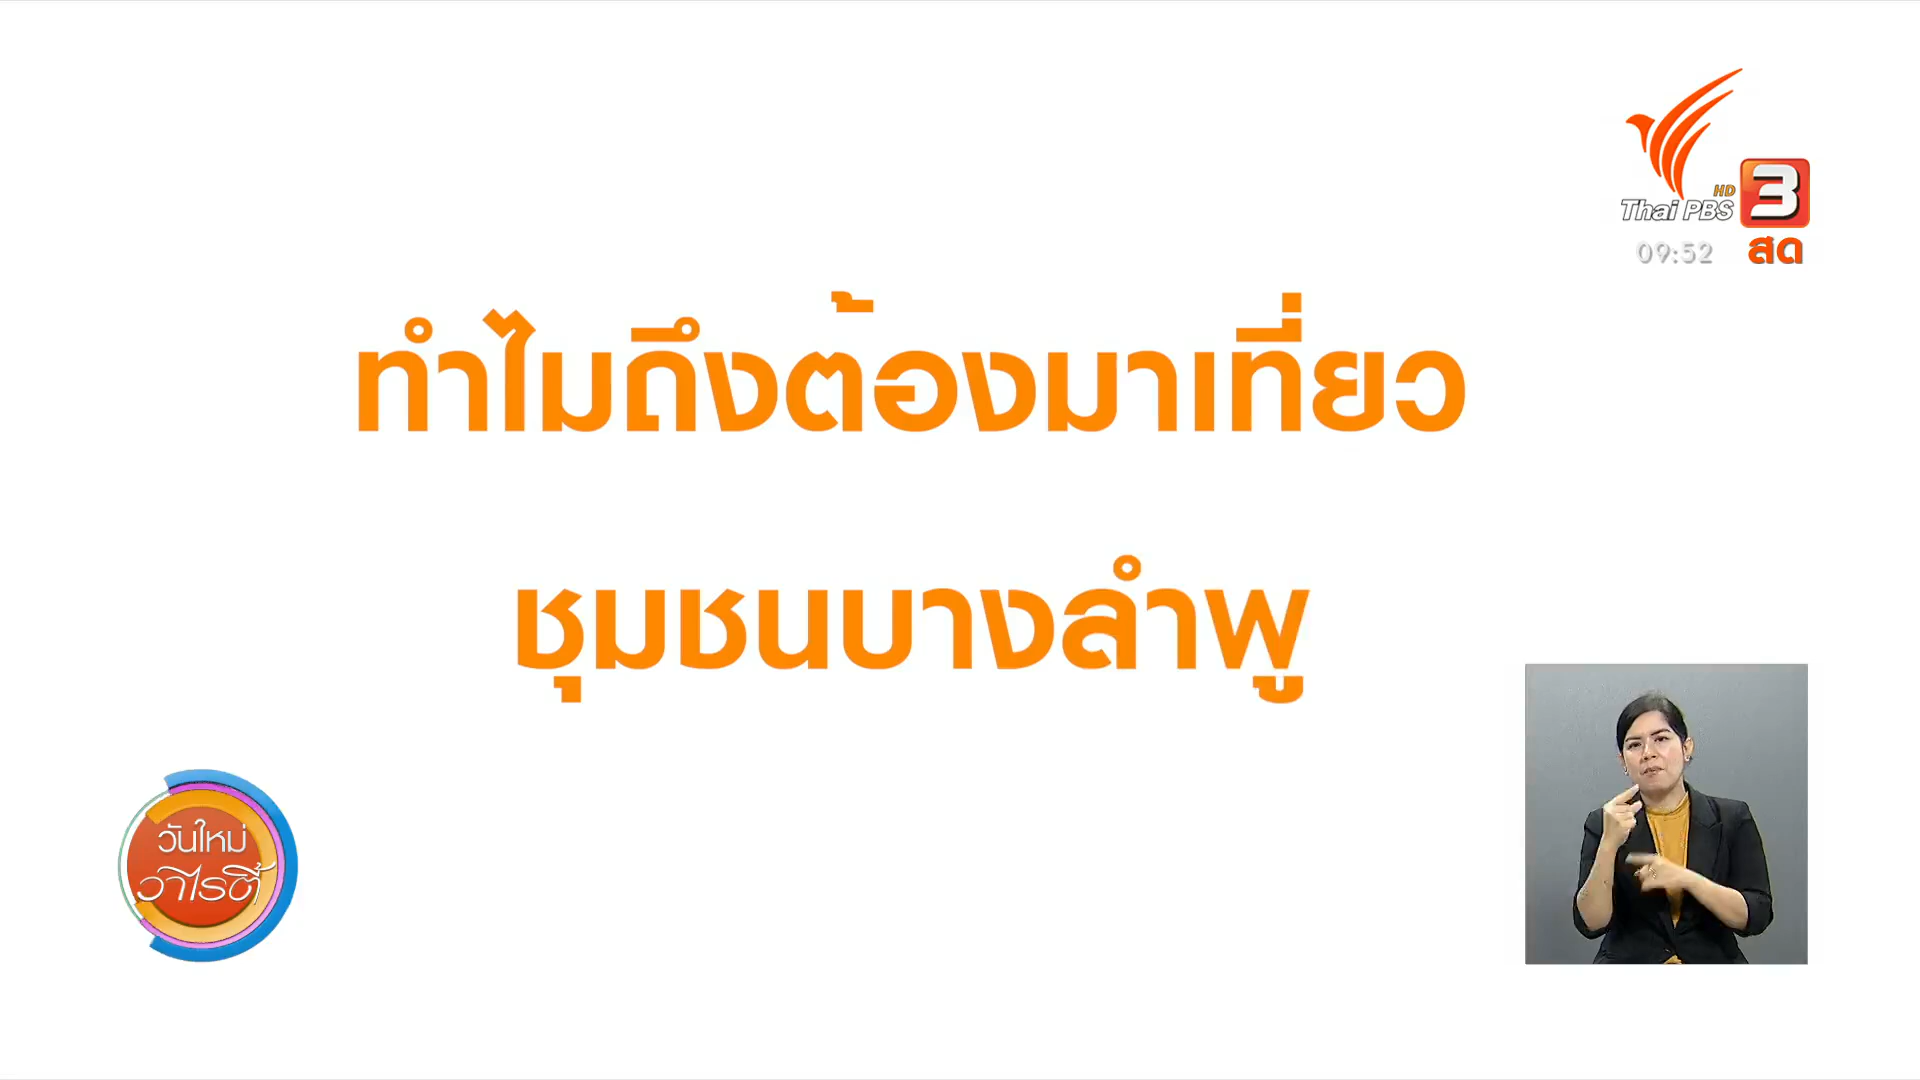 HD
Thai PBS 3
09:52 สด
ทำไมถึงต้องมาเที่ยว
ชุมชนบางลำพู
วันใหม่
วาไรตี้